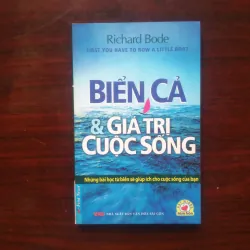 Richard Bode
FIRST YOU HAVE TO ROW A LITTLE BOAT
BIỂN CẢ
& GIÁ TRỊ
CUỘC SỐNG
Những bài học từ biển sẽ giúp ích cho cuộc sống của bạn